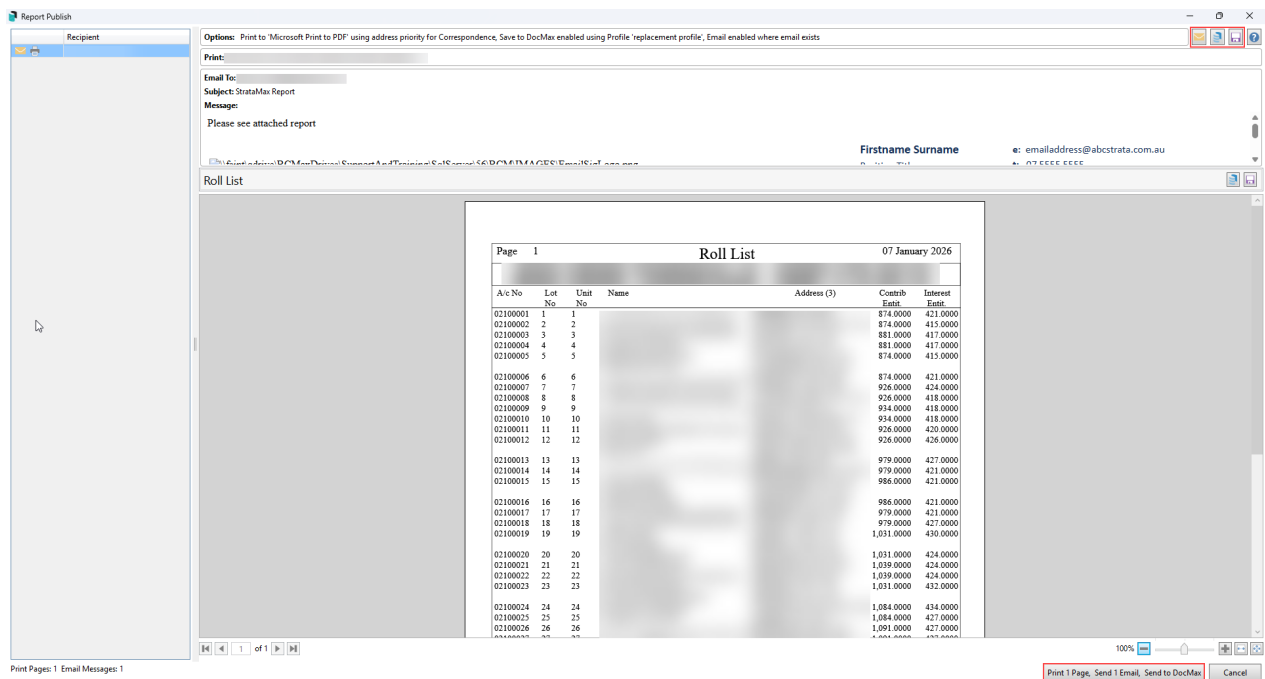 Report Publish
Recipient
Options: Print to 'Microsoft Print to PDF' using address priority for Correspondence, Save to DocMax enabled using Profile 'replacement profile', Email enabled where email exists
Print:
Email To:
Subject: StrataMax Report
Message:
Please see attached report
Firstname Surname e: emailaddress@abcstrata.com.au
Roll List
Page 1 Roll List 07 January 2026
A/c No Lot No Unit No Name Address (3) Contrib Entit. Interest Entit.
02100001 1 1 874.0000 421.0000
02100002 2 2 874.0000 415.0000
02100003 3 3 881.0000 417.0000
02100004 4 4 881.0000 417.0000
02100005 5 5 874.0000 415.0000
02100006 6 6 874.0000 421.0000
02100007 7 7 926.0000 424.0000
02100008 8 8 926.0000 418.0000
02100009 9 9 934.0000 418.0000
02100010 10 10 934.0000 418.0000
02100011 11 11 926.0000 420.0000
02100012 12 12 926.0000 426.0000
02100013 13 13 979.0000 427.0000
02100014 14 14 979.0000 421.0000
02100015 15 15 986.0000 421.0000
02100016 16 16 986.0000 421.0000
02100017 17 17 979.0000 421.0000
02100018 18 18 979.0000 427.0000
02100019 19 19 1,031.0000 430.0000
02100020 20 20 1,031.0000 424.0000
02100021 21 21 1,039.0000 424.0000
02100022 22 22 1,039.0000 424.0000
02100023 23 23 1,031.0000 432.0000
02100024 24 24 1,084.0000 434.0000
02100025 25 25 1,084.0000 427.0000
02100026 26 26 1,091.0000 427.0000
1 of 1 100%
Print Pages: 1 Email Messages: 1
Print 1 Page, Send 1 Email, Send to DocMax Cancel